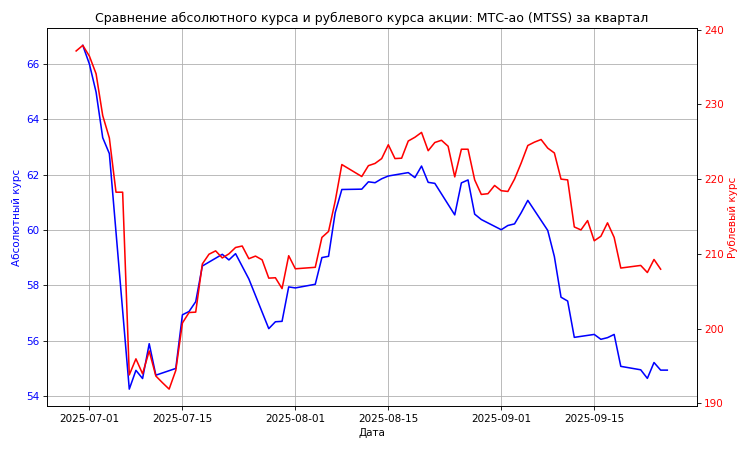 Сравнение абсолютного курса и рублевого курса акции: МТС-ао (MTSS) за квартал
240
66
230
64
220
62
60
210
58
200
56
54
190
Абсолютный курс
Рублевый курс
2025-07-01 2025-07-15 2025-08-01 2025-08-15 2025-09-01 2025-09-15
Дата